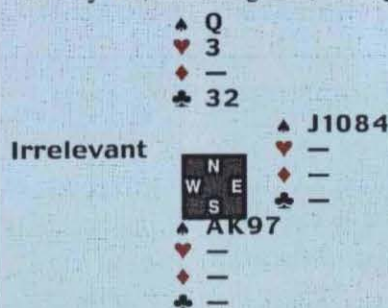 ♠ Q
♥ 3
♦ —
♣ 32
♠ J1084
Irrelevant
♥ —
♦ —
♣ —
N
W E
S
♠ AK97
♥ —
♦ —
♣ —